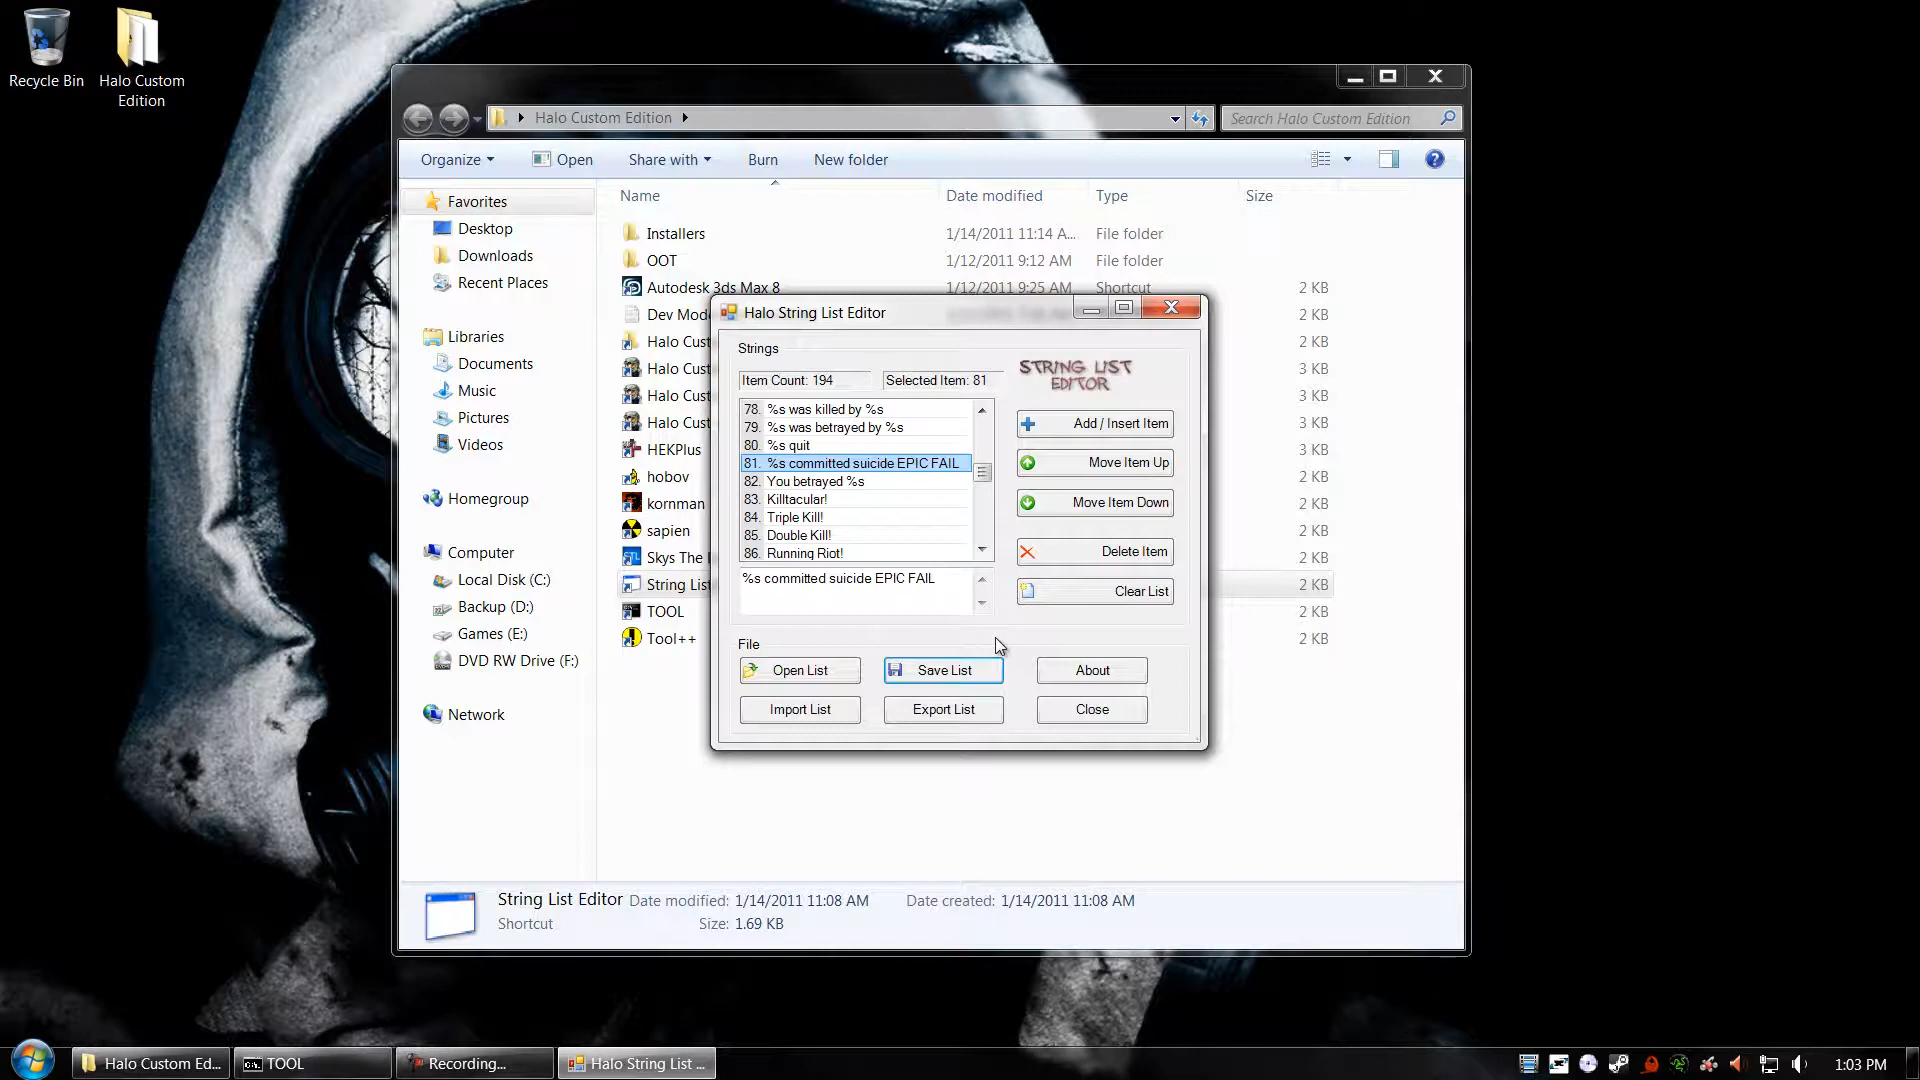 Recycle Bin
Halo Custom
Edition
Halo Custom Edition
Search Halo Custom Edition
Organize
Open
Share with
Burn
New folder
Name
Date modified
Type
Size
Favorites
Desktop
Downloads
Recent Places
Libraries
Documents
Music
Pictures
Videos
Homegroup
Computer
Local Disk (C:)
Backup (D:)
Games (E:)
DVD RW Drive (F:)
Network
Installers
1/14/2011 11:14 A...
File folder
OOT
1/12/2011 9:12 AM
File folder
Autodesk 3ds Max 8
1/12/2011 9:25 AM
Shortcut
2 KB
Dev Mod
2 KB
Halo Cust
2 KB
Halo Cust
3 KB
Halo Cust
3 KB
Halo Cust
3 KB
HEKPlus
2 KB
hobov
2 KB
kornman
2 KB
sapien
2 KB
Skys The
2 KB
String List
2 KB
TOOL
2 KB
Tool++
2 KB
Halo String List Editor
Strings
Item Count: 194
Selected Item: 81
STRING LIST
EDITOR
78. %s was killed by %s
79. %s was betrayed by %s
80. %s quit
81. %s committed suicide EPIC FAIL
82. You betrayed %s
83. Killtacular!
84. Triple Kill!
85. Double Kill!
86. Running Riot!
%s committed suicide EPIC FAIL
Add / Insert Item
Move Item Up
Move Item Down
Delete Item
Clear List
File
Open List
Save List
About
Import List
Export List
Close
String List Editor
Date modified: 1/14/2011 11:08 AM
Date created: 1/14/2011 11:08 AM
Shortcut
Size: 1.69 KB
Halo Custom Ed...
TOOL
Recording...
Halo String List ...
1:03 PM